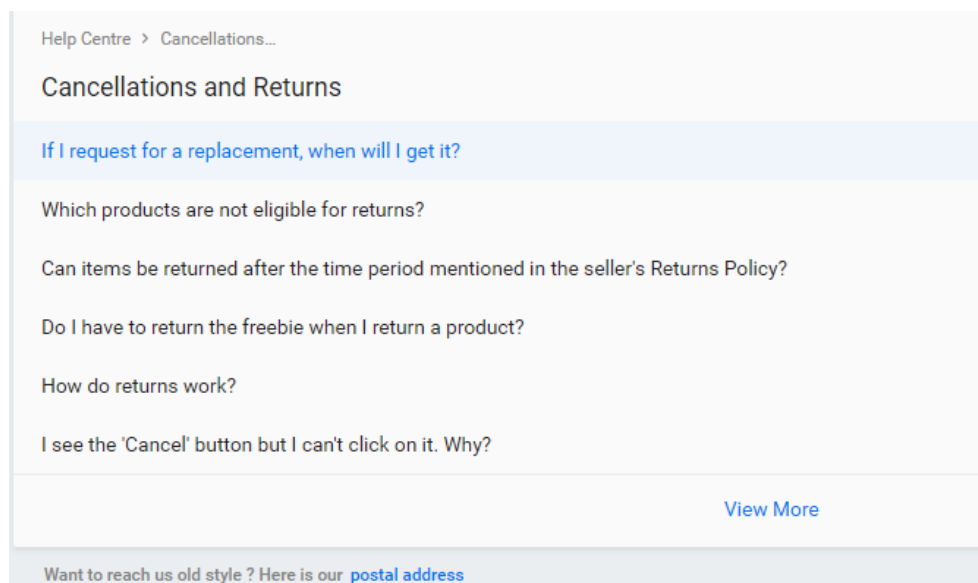 Help Centre > Cancellations...
Cancellations and Returns
If I request for a replacement, when will I get it?
Which products are not eligible for returns?
Can items be returned after the time period mentioned in the seller's Returns Policy?
Do I have to return the freebie when I return a product?
How do returns work?
I see the 'Cancel' button but I can't click on it. Why?
View More
Want to reach us old style ? Here is our postal address